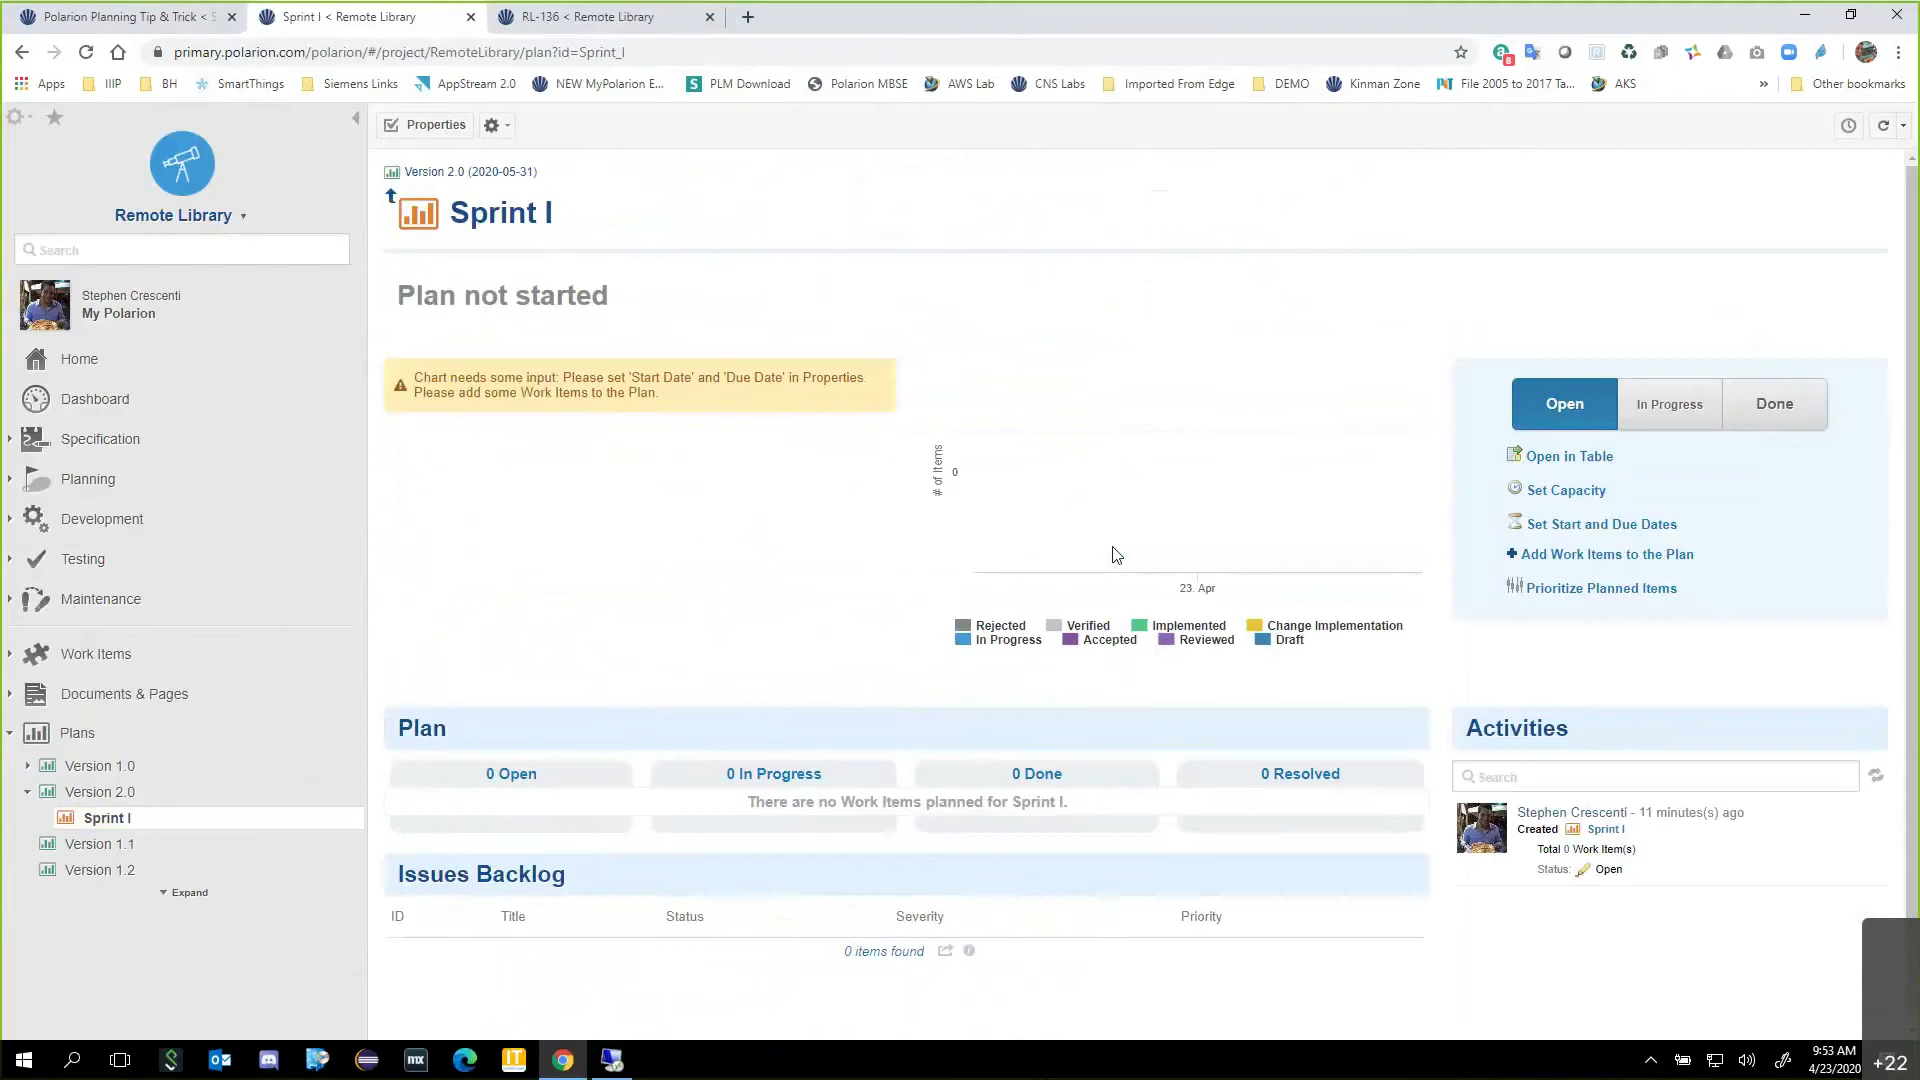 Polarion Planning Tip & Trick < S
Sprint I < Remote Library
RL-136 < Remote Library
primary.polarion.com/polarion/#/project/RemoteLibrary/plan?id=Sprint_I
8
Apps
IIIP
BH
SmartThings
Siemens Links
AppStream 2.0
NEW MyPolarion E...
S
PLM Download
Polarion MBSE
AWS Lab
CNS Labs
Imported From Edge
DEMO
Kinman Zone
File 2005 to 2017 Ta...
AKS
»
Other bookmarks
Remote Library
Search
Stephen Crescenti
My Polarion
Home
Dashboard
Specification
Planning
Development
Testing
Maintenance
Work Items
Documents & Pages
Plans
Version 1.0
Version 2.0
Sprint I
Version 1.1
Version 1.2
Expand
Properties
Version 2.0 (2020-05-31)
Sprint I
Plan not started
Chart needs some input: Please set 'Start Date' and 'Due Date' in Properties.
Please add some Work Items to the Plan.
# of Items
0
23. Apr
Rejected Verified Implemented Change Implementation
In Progress Accepted Reviewed Draft
Open
In Progress
Done
Open in Table
Set Capacity
Set Start and Due Dates
Add Work Items to the Plan
Prioritize Planned Items
Plan
0 Open
0 In Progress
0 Done
0 Resolved
There are no Work Items planned for Sprint I.
Issues Backlog
ID Title Status Severity Priority
0 items found
Activities
Search
Stephen Crescenti - 11 minutes(s) ago
Created Sprint I
Total 0 Work Item(s)
Status: Open
mx
IT
9:53 AM
4/23/2020
+22